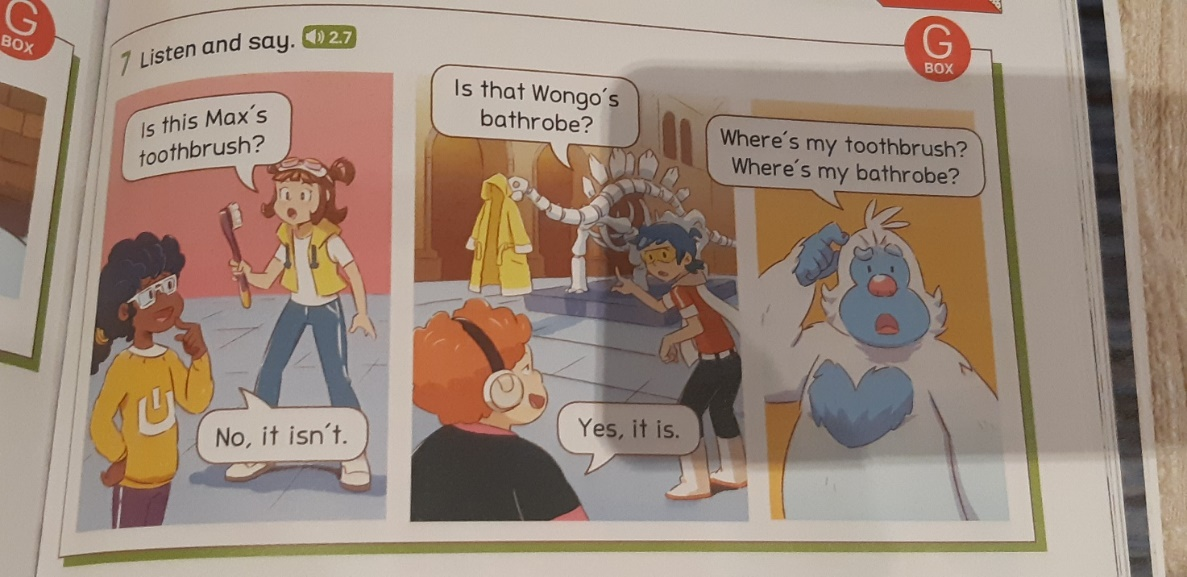 G
BOX
7 Listen and say. 2.7
G
BOX
Is this Max's
toothbrush?
No, it isn't.
Is that Wongo's
bathrobe?
Yes, it is.
Where's my toothbrush?
Where's my bathrobe?